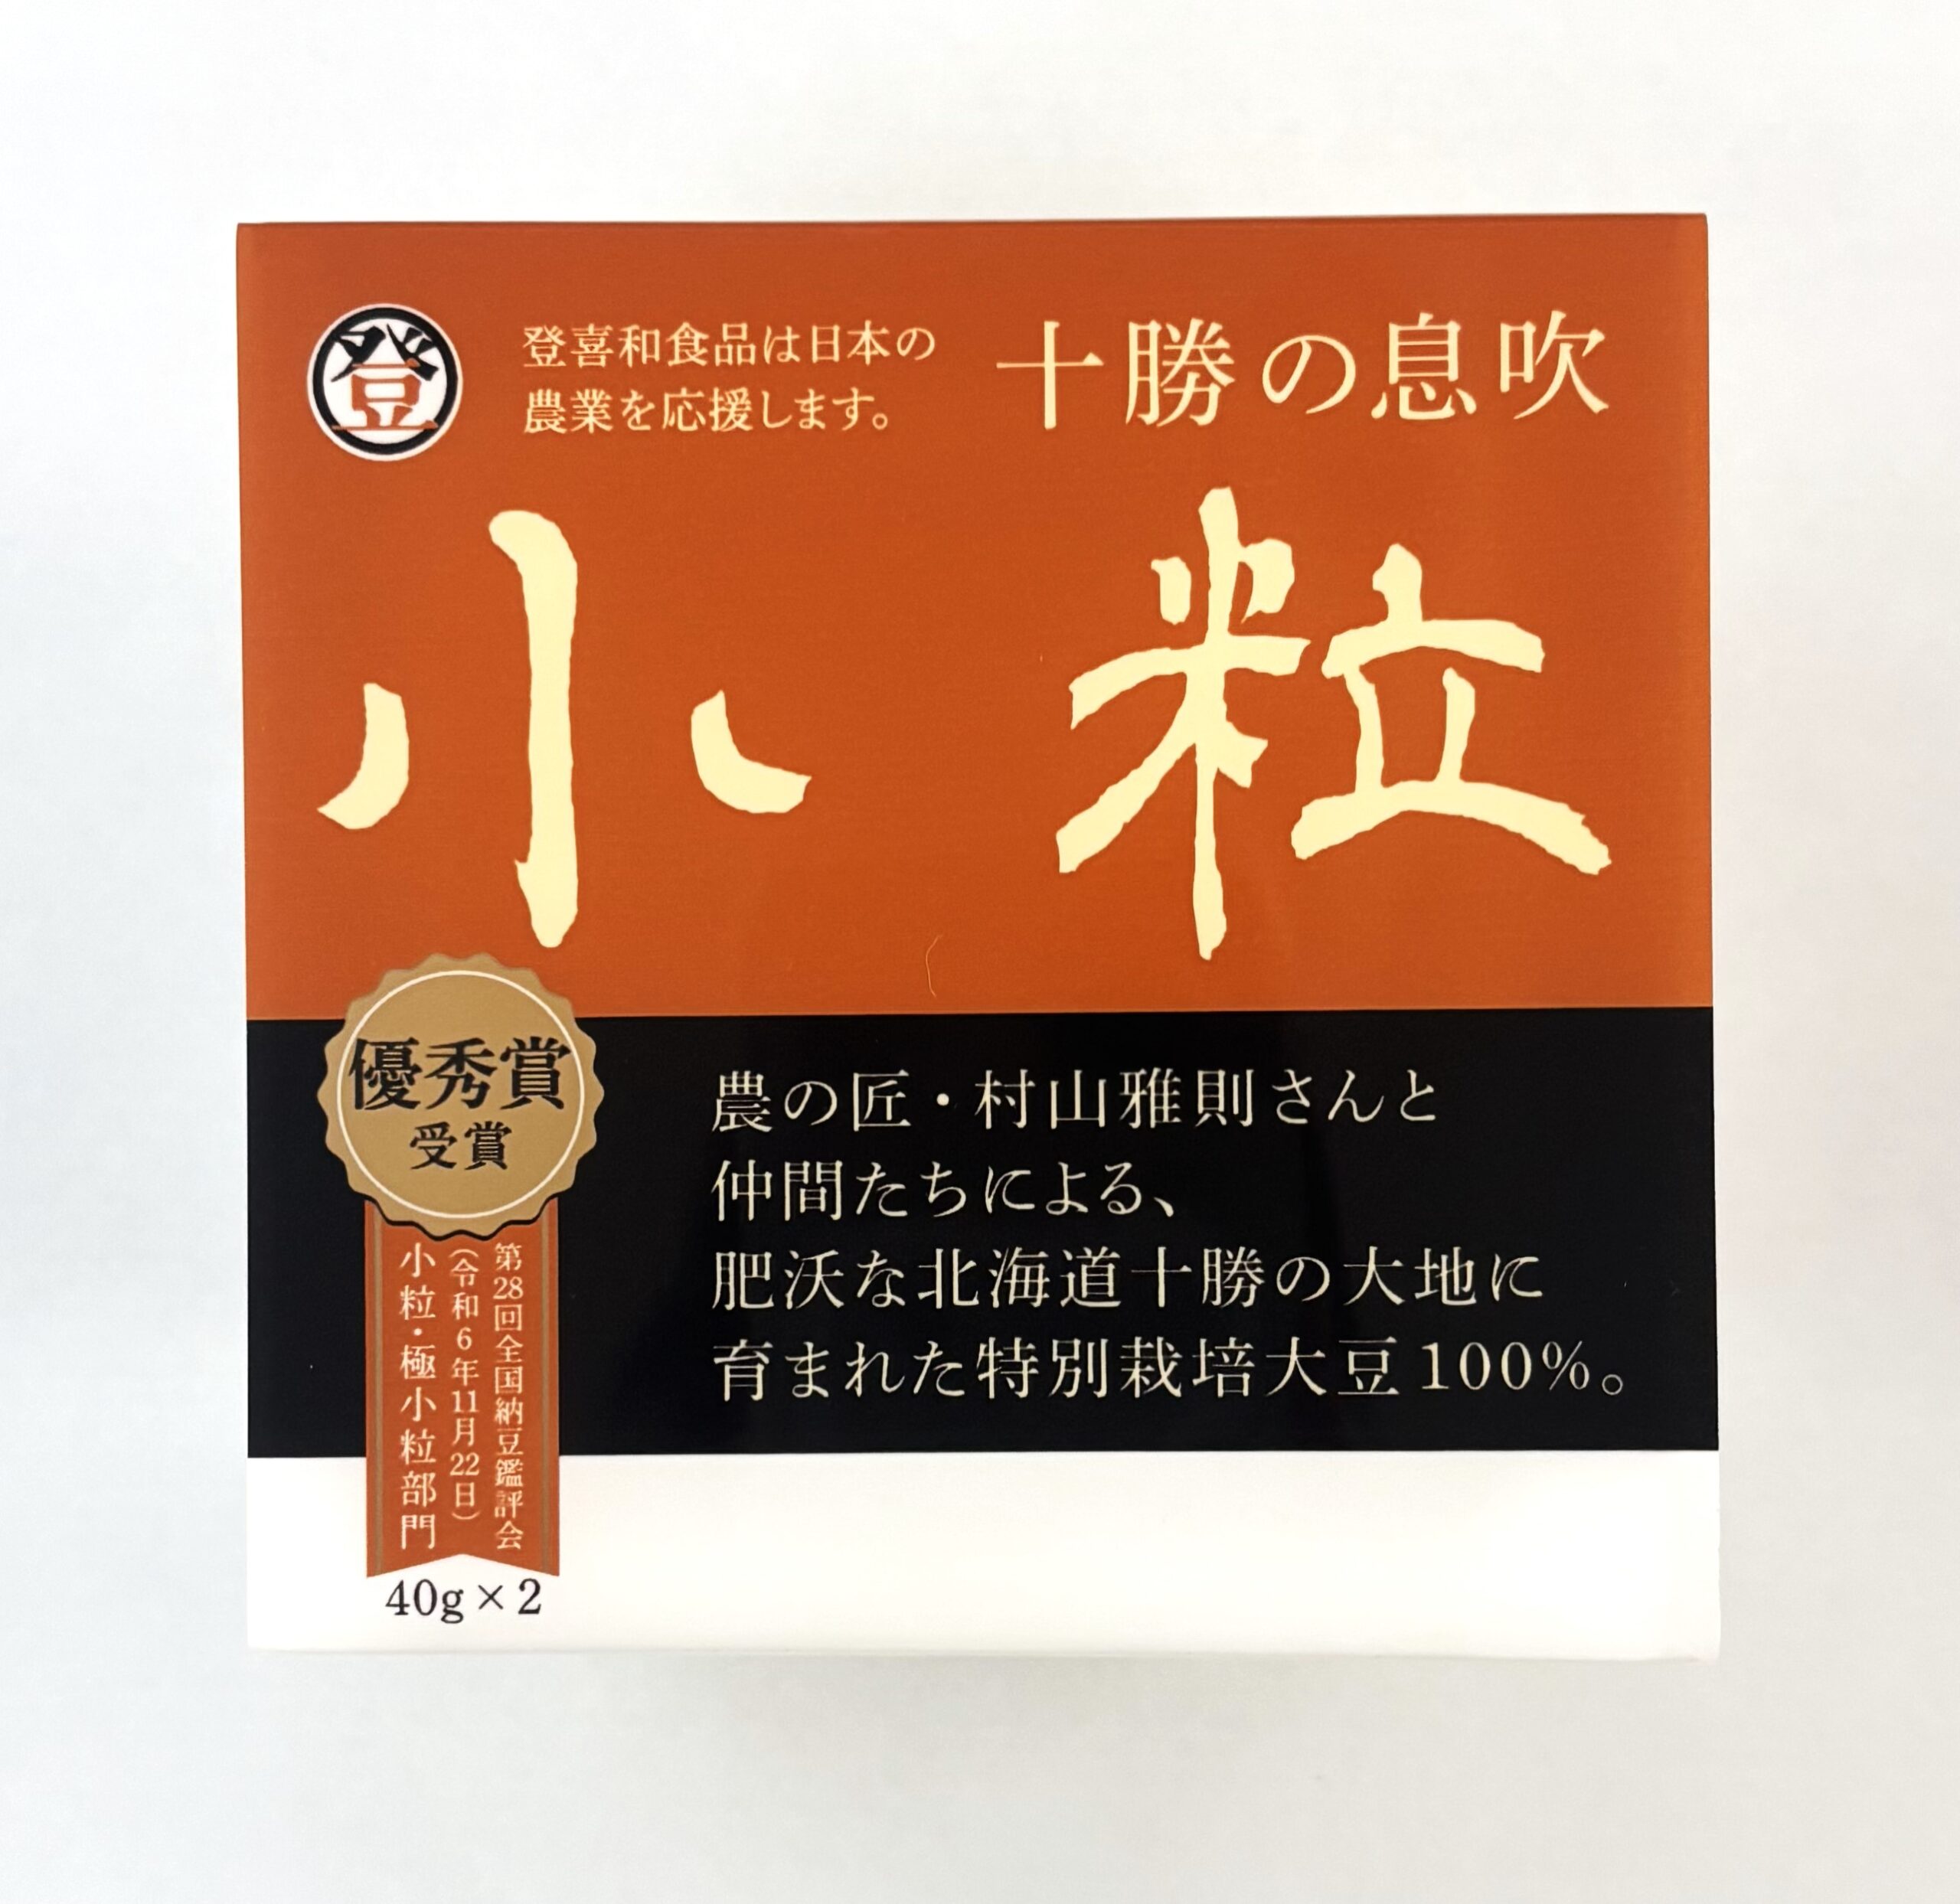 登
登喜和食品は日本の
農業を応援します。
十勝の息吹
小粒
優秀賞
受賞
第28回全国納豆鑑評会
（令和6年11月22日）
小粒・極小粒部門
農の匠・村山雅則さんと
仲間たちによる、
肥沃な北海道十勝の大地に
育まれた特別栽培大豆100%。
40g×2